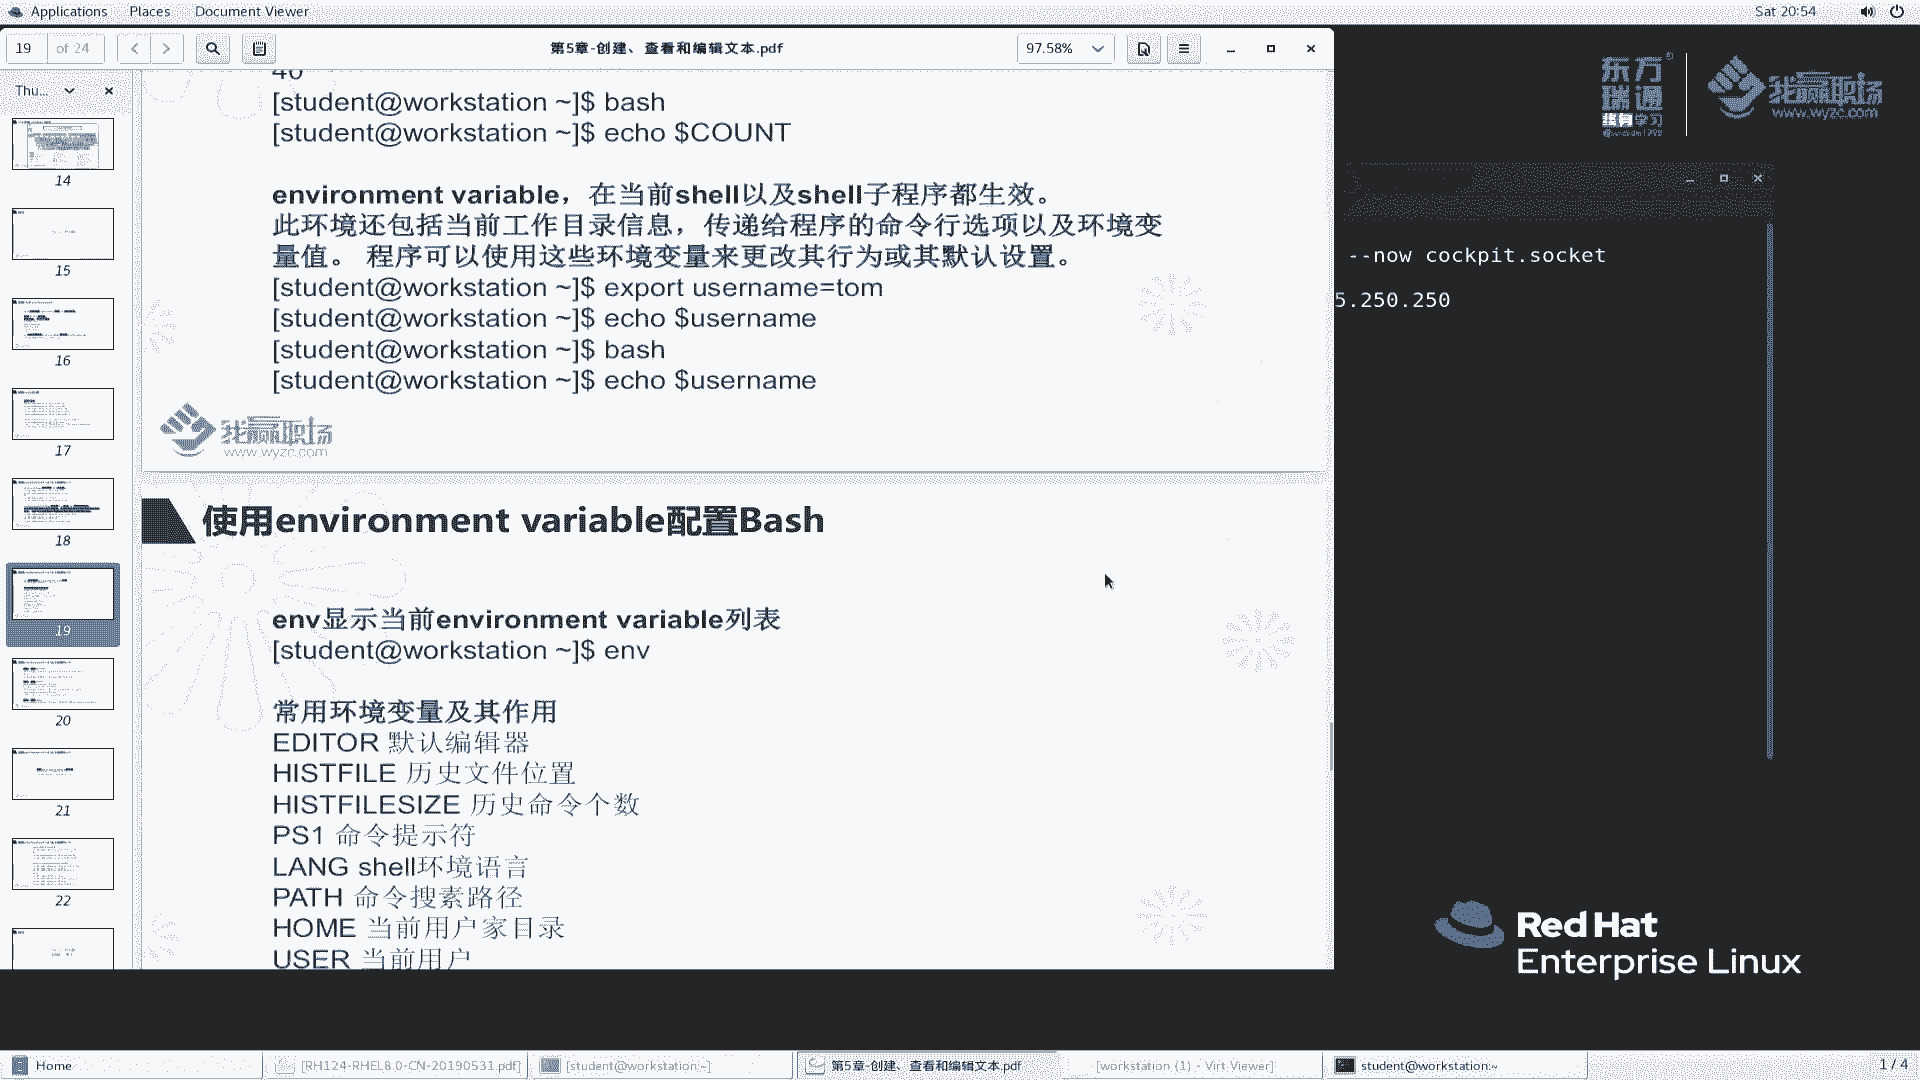 Applications Places Document Viewer Sat 20:54
19 of 24 第5章-创建、查看和编辑文本.pdf 97.58%
Thu...
14
15
16
17
18
19
20
21
22
40
[student@workstation ~]$ bash
[student@workstation ~]$ echo $COUNT
environment variable，在当前shell以及shell子程序都生效。
此环境还包括当前工作目录信息，传递给程序的命令行选项以及环境变
量值。 程序可以使用这些环境变量来更改其行为或其默认设置。
[student@workstation ~]$ export username=tom
[student@workstation ~]$ echo $username
[student@workstation ~]$ bash
[student@workstation ~]$ echo $username
我赢职场
www.wyzc.com
使用environment variable配置Bash
env显示当前environment variable列表
[student@workstation ~]$ env
常用环境变量及其作用
EDITOR 默认编辑器
HISTFILE 历史文件位置
HISTFILESIZE 历史命令个数
PS1 命令提示符
LANG shell环境语言
PATH 命令搜素路径
HOME 当前用户家目录
USER 当前用户
东方
瑞通
终身学习
我赢职场
www.wyzc.com
--now cockpit.socket
5.250.250
Red Hat
Enterprise Linux
Home [RH124-RHEL8.0-CN-20190531.pdf] [student@workstation:~] 第5章-创建、查看和编辑文本.pdf [workstation (1) - Virt Viewer] student@workstation:~ 1 / 4